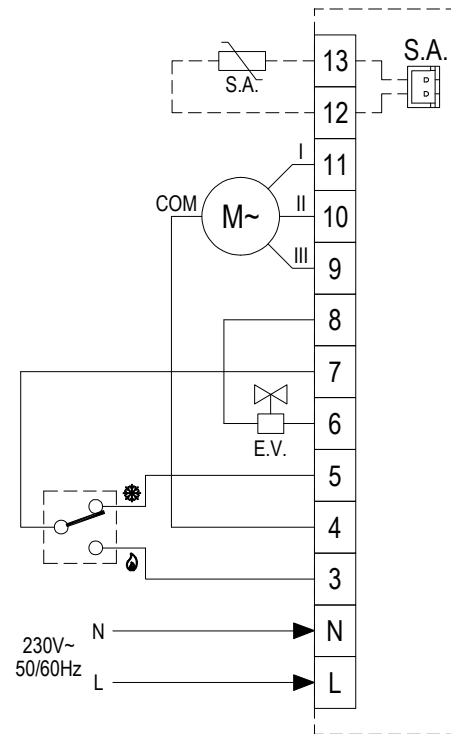 S.A.
13
S.A.
12
I
11
COM
M~
II
10
III
9
8
7
6
E.V.
5
4
3
N
N
230V~
50/60Hz
L
L